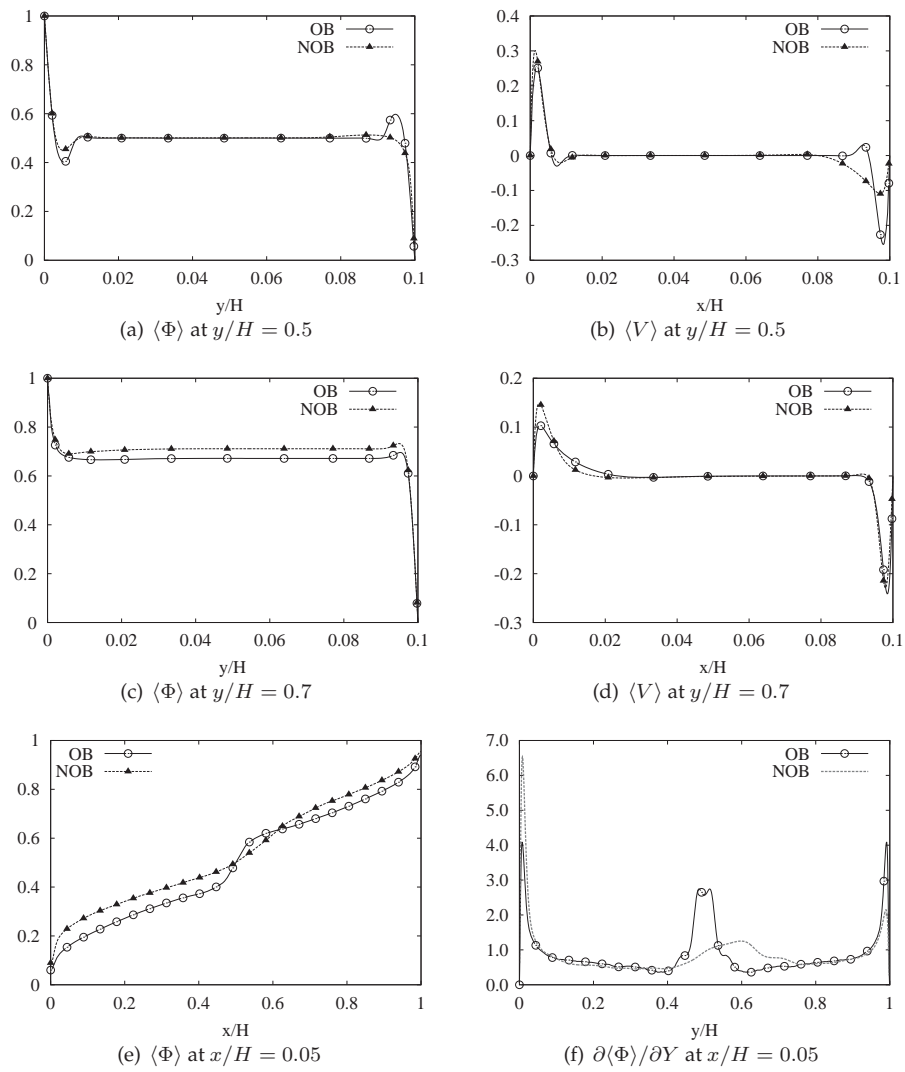 1
0.8
0.6
0.4
0.2
0
0 0.02 0.04 0.06 0.08 0.1
y/H
OB
NOB
(a) ⟨Φ⟩ at y/H = 0.5
0.4
0.3
0.2
0.1
0
-0.1
-0.2
-0.3
0 0.02 0.04 0.06 0.08 0.1
x/H
OB
NOB
(b) ⟨V⟩ at y/H = 0.5
1
0.8
0.6
0.4
0.2
0
0 0.02 0.04 0.06 0.08 0.1
y/H
OB
NOB
(c) ⟨Φ⟩ at y/H = 0.7
0.2
0.1
0
-0.1
-0.2
-0.3
0 0.02 0.04 0.06 0.08 0.1
x/H
OB
NOB
(d) ⟨V⟩ at y/H = 0.7
1
0.8
0.6
0.4
0.2
0
0 0.2 0.4 0.6 0.8 1
x/H
OB
NOB
(e) ⟨Φ⟩ at x/H = 0.05
7.0
6.0
5.0
4.0
3.0
2.0
1.0
0.0
0 0.2 0.4 0.6 0.8 1
y/H
OB
NOB
(f) ∂⟨Φ⟩/∂Y at x/H = 0.05